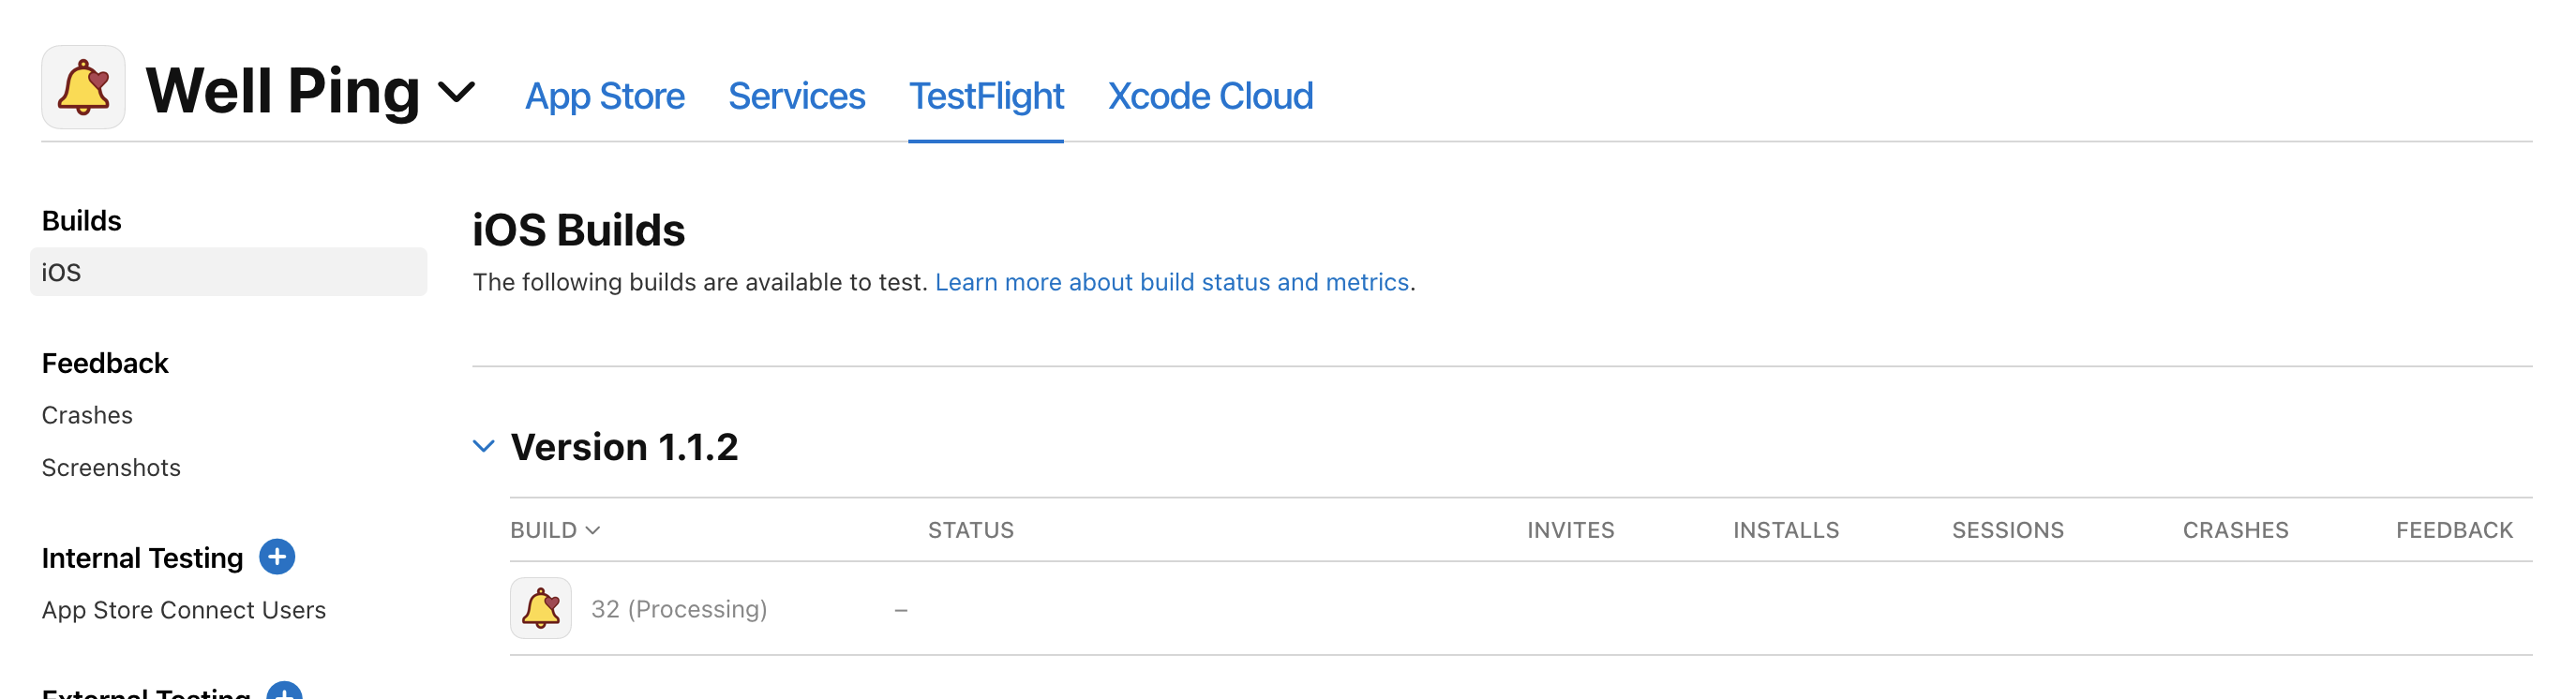 Well Ping
App Store Services TestFlight Xcode Cloud
Builds
iOS
Feedback
Crashes
Screenshots
Internal Testing
App Store Connect Users
External Testing
iOS Builds
The following builds are available to test. Learn more about build status and metrics.
Version 1.1.2
BUILD STATUS INVITES INSTALLS SESSIONS CRASHES FEEDBACK
32 (Processing) –